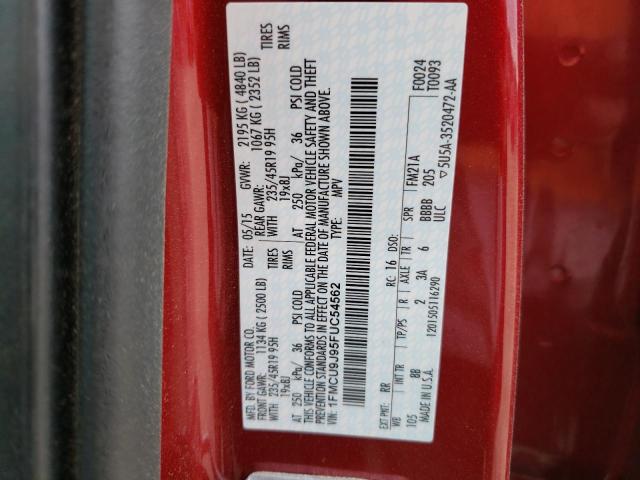 MFD. BY FORD MOTOR CO.
DATE: 05/15 GVWR: 2195 KG ( 4840 LB)
FRONT GAWR: 1134 KG ( 2500 LB) REAR GAWR: 1067 KG ( 2352 LB)
WITH 235/45R19 95H TIRES WITH 235/45R19 95H TIRES
19x8J RIMS 19x8J RIMS
AT 250 kPa/ 36 PSI COLD AT 250 kPa/ 36 PSI COLD
THIS VEHICLE CONFORMS TO ALL APPLICABLE FEDERAL MOTOR VEHICLE SAFETY AND THEFT
PREVENTION STANDARDS IN EFFECT ON THE DATE OF MANUFACTURE SHOWN ABOVE.
VIN: 1FMCU9J95FUC54562 TYPE: MPV
EXT PNT: RR RC: 16 DSO: FM21A F0024
WB INT TR TP/PS R AXLE TR SPR T0093
105 8B 2 3A 6 BBBB 205
MADE IN U.S.A. 1201505116290 ULC ▽5U5A-3520472-AA